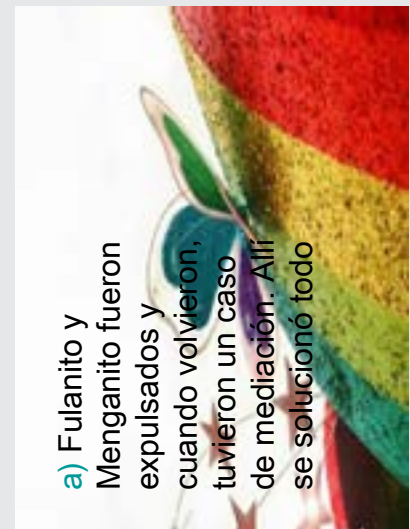 a) Fulanito y
Menganito fueron
expulsados y
cuando volvieron,
tuvieron un caso
de mediación. Allí
se solucionó todo